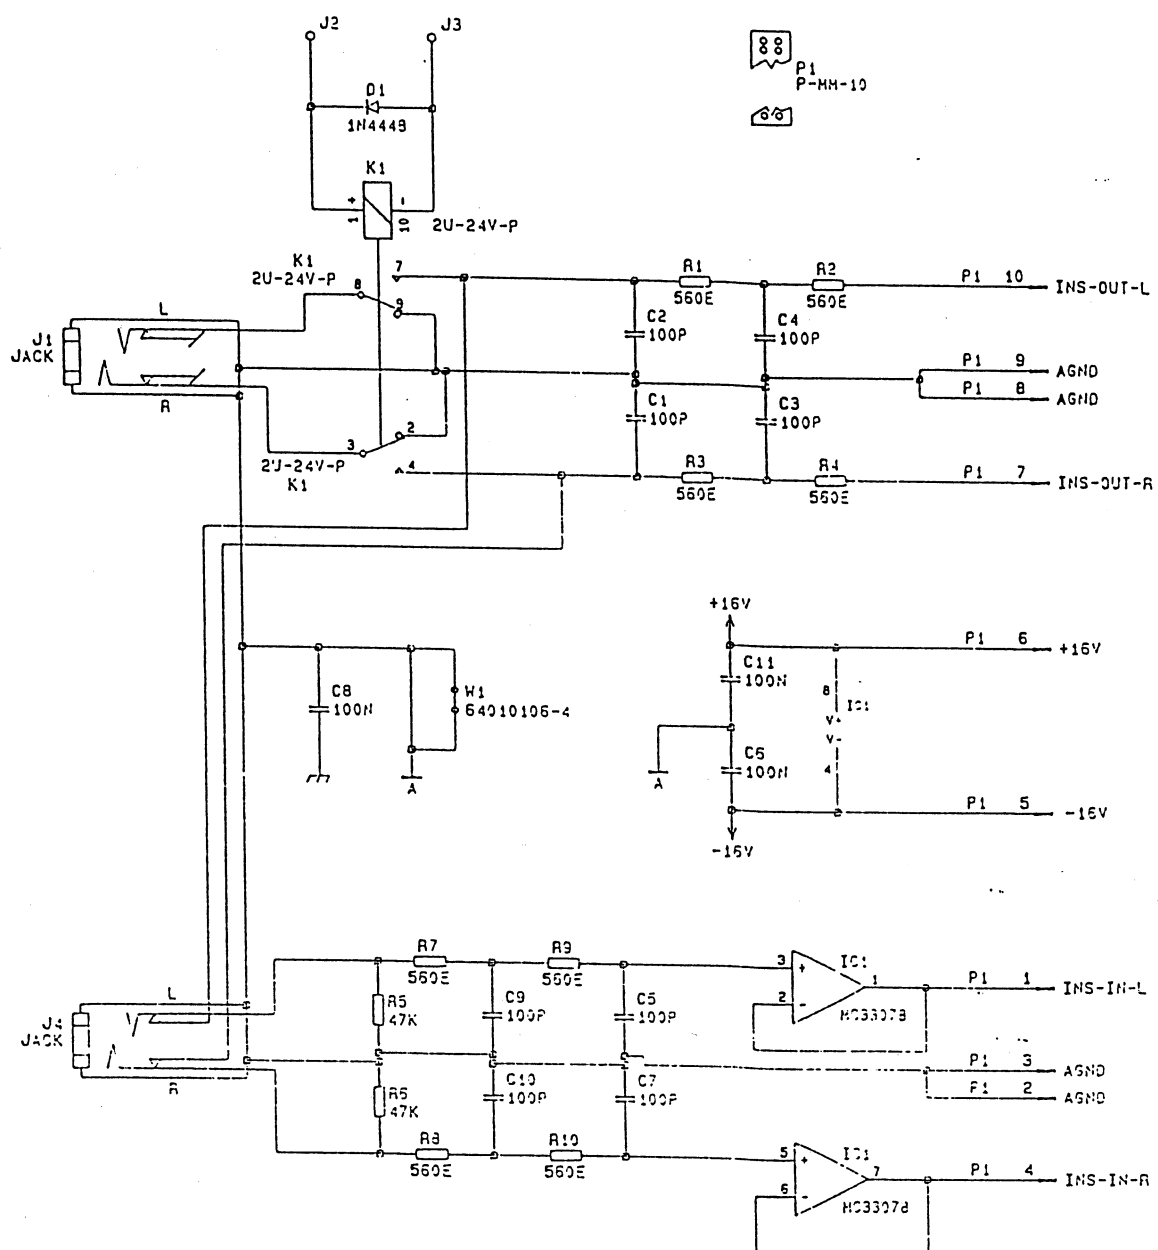 J2
J3
P1
P-MM-10
D1
1N4448
K1
1 + - 10
2U-24V-P
K1
2U-24V-P
8
7
9
R1
560E
R2
560E
P1 10 INS-OUT-L
L
J1
JACK
R
C2
100P
C4
100P
P1 9 AGND
P1 8 AGND
C1
100P
C3
100P
3
2
2U-24V-P
K1
4
R3
560E
R4
560E
P1 7 INS-OUT-R
+16V
P1 6 +16V
C11
100N
8
IC1
V+
V-
4
C8
100N
W1
64010106-4
A
A
C6
100N
P1 5 -16V
-16V
R7
560E
R9
560E
3 +
IC1
1
P1 1 INS-IN-L
2 -
MC33078
L
J4
JACK
R
R5
47K
C9
100P
C5
100P
P1 3 AGND
P1 2 AGND
R6
47K
C10
100P
C7
100P
R8
560E
R10
560E
5 +
IC1
7
P1 4 INS-IN-R
6 -
MC33078